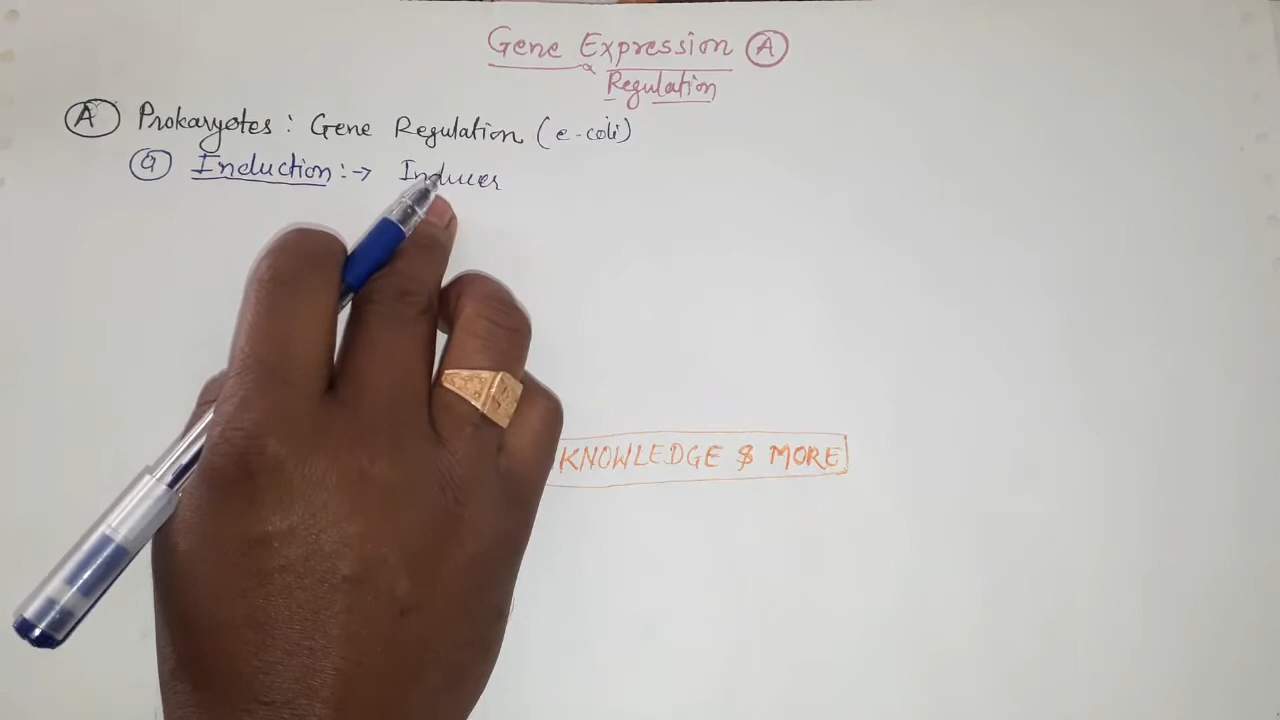 Gene Expression (A)
& Regulation
(A) Prokaryotes : Gene Regulation (e-coli)
(a) Induction :→ Inducer
KNOWLEDGE & MORE